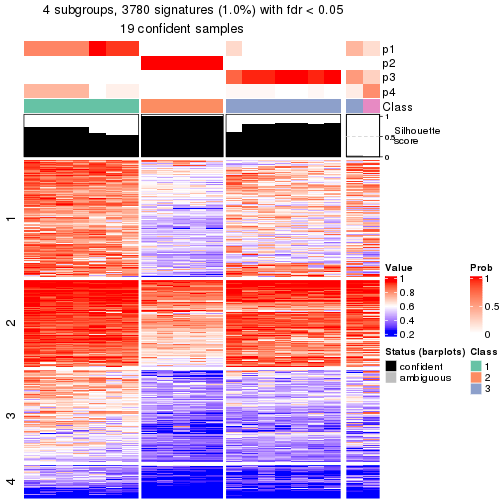 4 subgroups, 3780 signatures (1.0%) with fdr < 0.05
19 confident samples
p1
p2
p3
p4
Class
1
0.5
0
Silhouette
score
1
2
3
4
Value
1
0.8
0.6
0.4
0.2
Prob
1
0.5
0
Status (barplots)
confident
ambiguous
Class
1
2
3